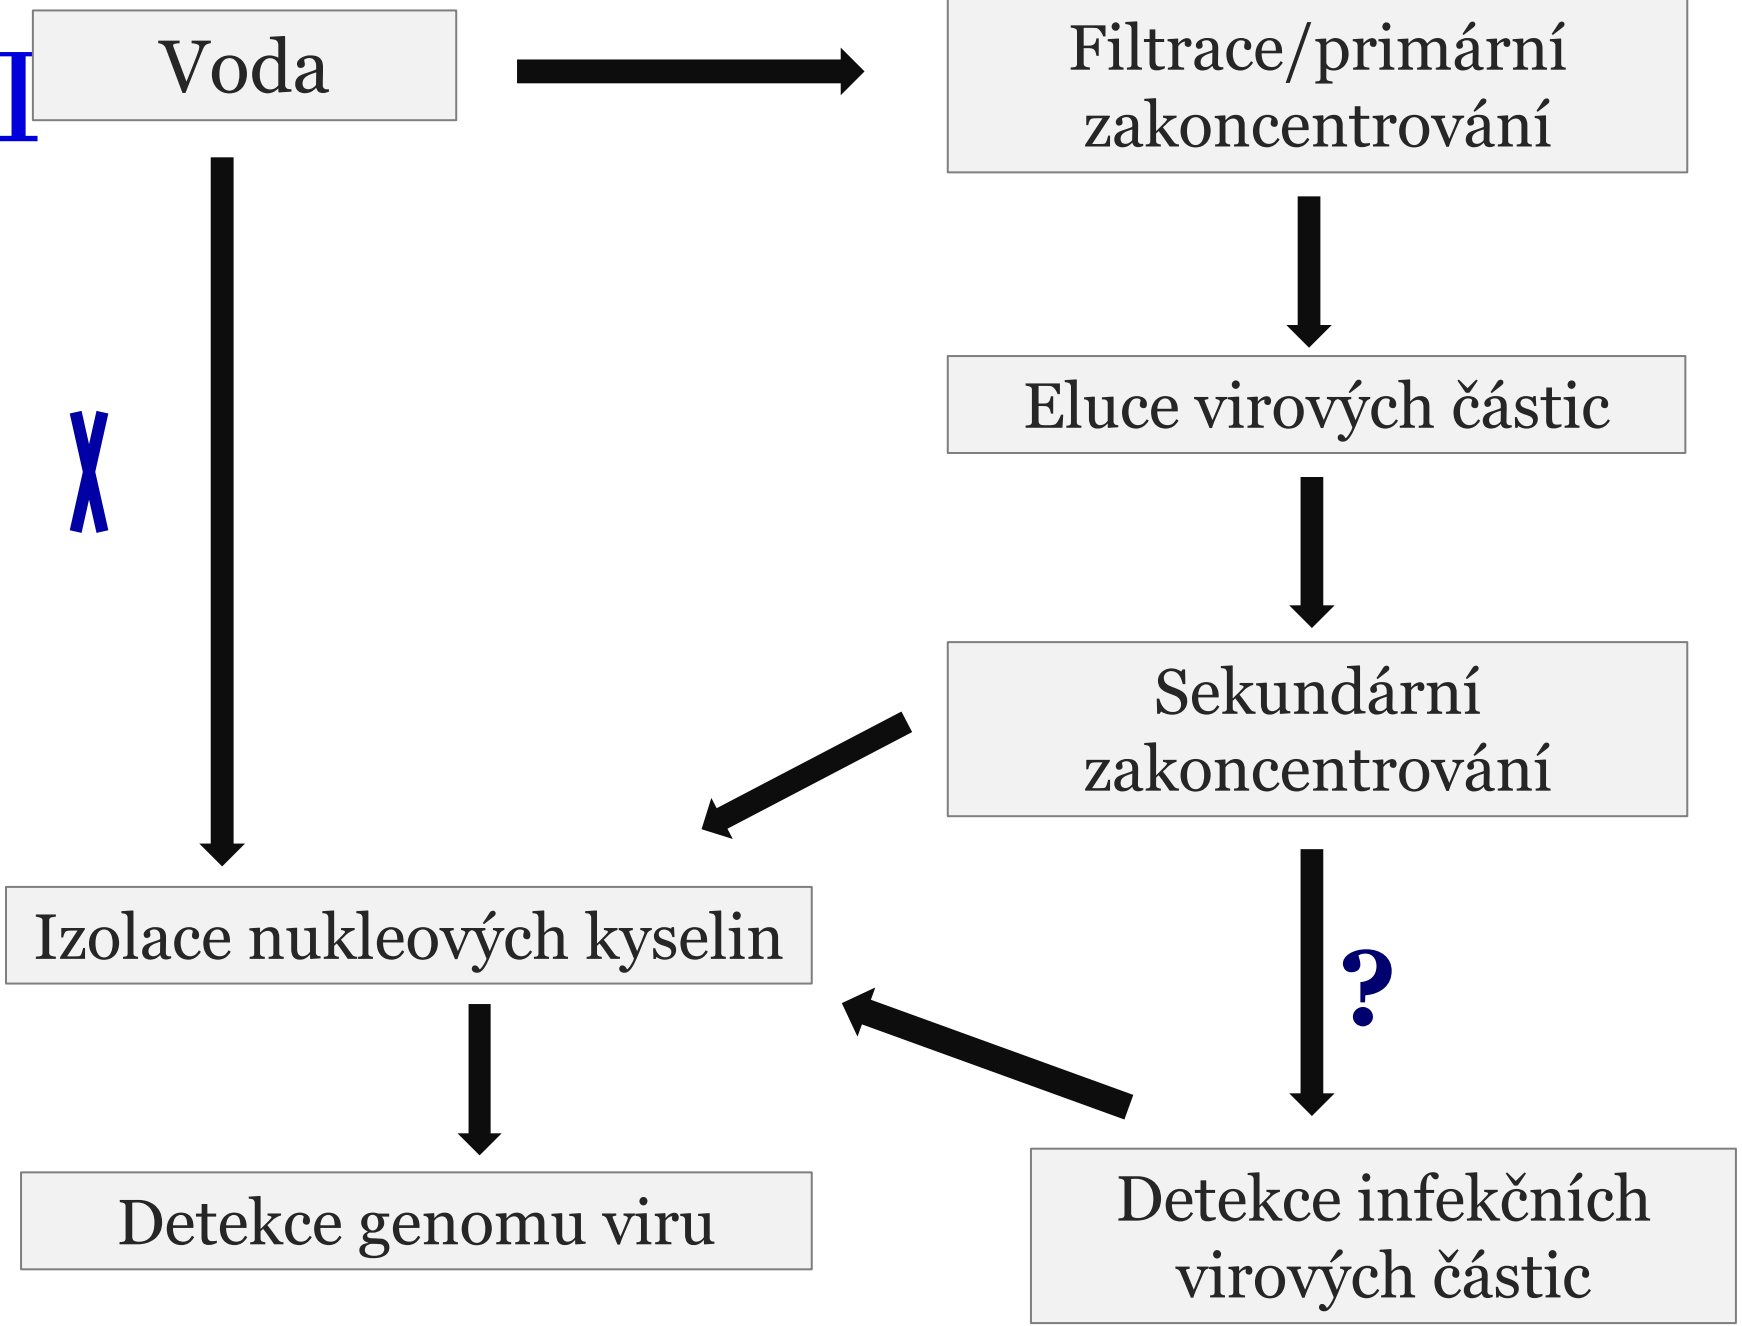 I
Voda
Filtrace/primární
zakoncentrování
Eluce virových částic
X
Sekundární
zakoncentrování
Izolace nukleových kyselin
?
Detekce genomu viru
Detekce infekčních
virových částic